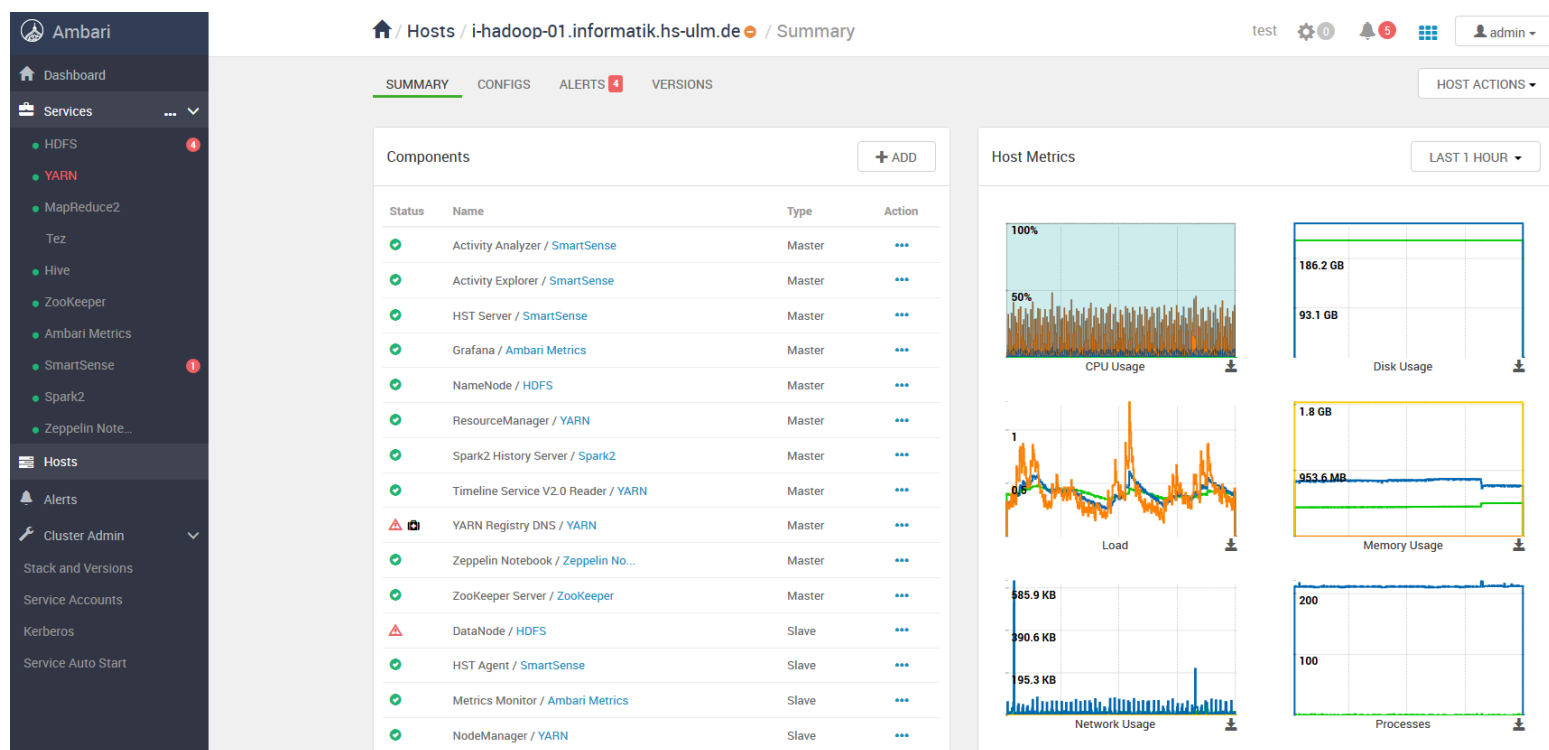 Ambari
Dashboard
Services ...
HDFS 4
YARN
MapReduce2
Tez
Hive
ZooKeeper
Ambari Metrics
SmartSense 1
Spark2
Zeppelin Note...
Hosts
Alerts
Cluster Admin
Stack and Versions
Service Accounts
Kerberos
Service Auto Start
/ Hosts / i-hadoop-01.informatik.hs-ulm.de / Summary
test 0 5 admin
SUMMARY CONFIGS ALERTS 4 VERSIONS
HOST ACTIONS
Components
+ ADD
Status Name Type Action
Activity Analyzer / SmartSense Master ...
Activity Explorer / SmartSense Master ...
HST Server / SmartSense Master ...
Grafana / Ambari Metrics Master ...
NameNode / HDFS Master ...
ResourceManager / YARN Master ...
Spark2 History Server / Spark2 Master ...
Timeline Service V2.0 Reader / YARN Master ...
YARN Registry DNS / YARN Master ...
Zeppelin Notebook / Zeppelin No... Master ...
ZooKeeper Server / ZooKeeper Master ...
DataNode / HDFS Slave ...
HST Agent / SmartSense Slave ...
Metrics Monitor / Ambari Metrics Slave ...
NodeManager / YARN Slave ...
Host Metrics
LAST 1 HOUR
100%
50%
CPU Usage
186.2 GB
93.1 GB
Disk Usage
1
0.5
Load
1.8 GB
953.6 MB
Memory Usage
585.9 KB
390.6 KB
195.3 KB
Network Usage
200
100
Processes